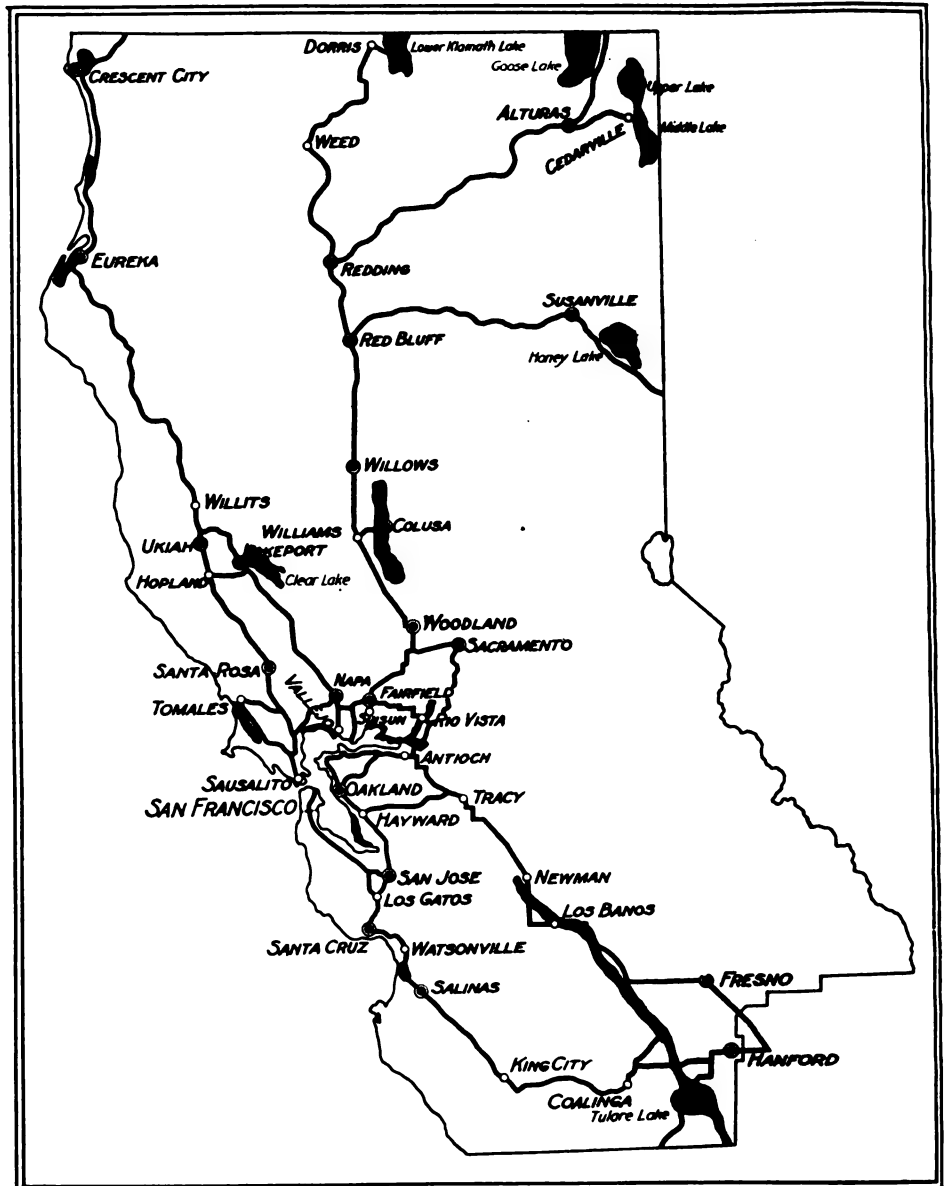 DORRIS
Lower Klamath Lake
Goose Lake
CRESCENT CITY
Upper Lake
ALTURAS
Middle Lake
CEDARVILLE
WEED
EUREKA
REDDING
SUSANVILLE
RED BLUFF
Honey Lake
WILLOWS
WILLITS
WILLIAMS
COLUSA
UKIAH
LAKEPORT
HOPLAND
Clear Lake
WOODLAND
SACRAMENTO
SANTA ROSA
NAPA
FAIRFIELD
TOMALES
SUISUN
RIO VISTA
ANTIOCH
SAUSALITO
OAKLAND
SAN FRANCISCO
TRACY
HAYWARD
SAN JOSE
NEWMAN
LOS GATOS
LOS BANOS
SANTA CRUZ
WATSONVILLE
FRESNO
SALINAS
KING CITY
HANFORD
COALINGA
Tulare Lake